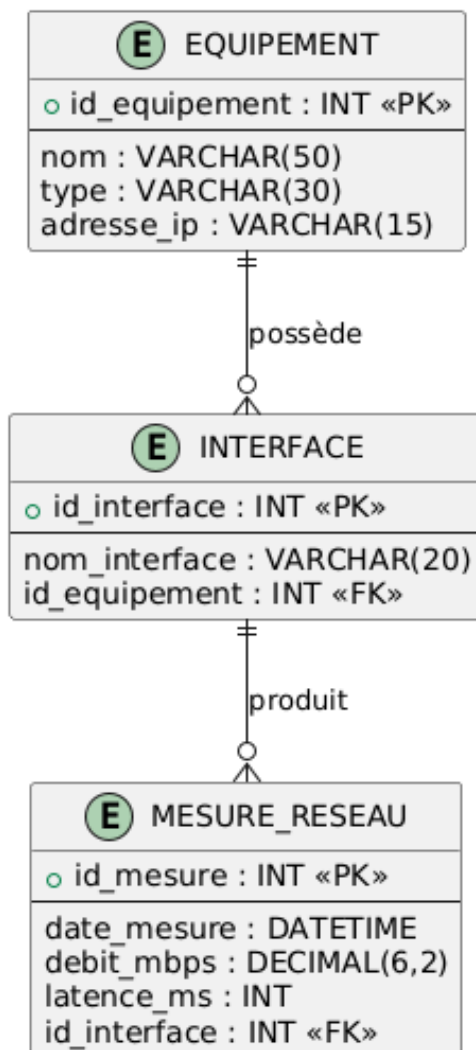 E EQUIPEMENT
id_equipement : INT «PK»
nom : VARCHAR(50)
type : VARCHAR(30)
adresse_ip : VARCHAR(15)
possède
E INTERFACE
id_interface : INT «PK»
nom_interface : VARCHAR(20)
id_equipement : INT «FK»
produit
E MESURE_RESEAU
id_mesure : INT «PK»
date_mesure : DATETIME
debit_mbps : DECIMAL(6,2)
latence_ms : INT
id_interface : INT «FK»